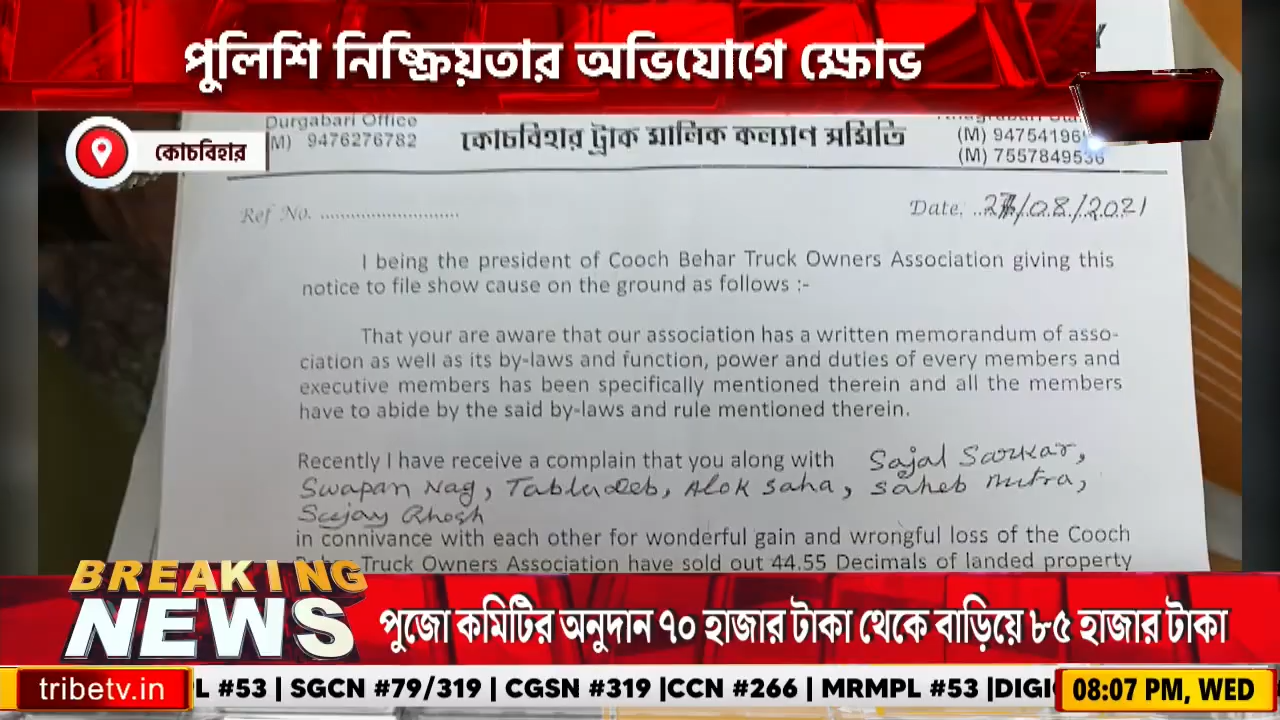 পুলিশি নিষ্ক্রিয়তার অভিযোগে ক্ষোভ
কোচবিহার
Durgabari Office
(M) 9476276782
কোচবিহার ট্রাক মালিক কল্যাণ সমিতি
(M) 94754196
(M) 7557849536
Ref No. ..........................
Date. ..27/08/2021
I being the president of Cooch Behar Truck Owners Association giving this
notice to file show cause on the ground as follows :-
That your are aware that our association has a written memorandum of asso-
ciation as well as its by-laws and function, power and duties of every members and
executive members has been specifically mentioned therein and all the members
have to abide by the said by-laws and rule mentioned therein.
Recently I have receive a complain that you along with Sajal Sarkar,
Swapan Nag, Tablu Deb, Alok Saha, Saheb Mitra,
Sujay Ghosh
in connivance with each other for wonderful gain and wrongful loss of the Cooch
Truck Owners Association have sold out 44.55 Decimals of landed property
BREAKING
NEWS
পুজো কমিটির অনুদান ৭০ হাজার টাকা থেকে বাড়িয়ে ৮৫ হাজার টাকা
tribetv.in
L #53 | SGCN #79/319 | CGSN #319 |CCN #266 | MRMPL #53 |DIGI
08:07 PM, WED